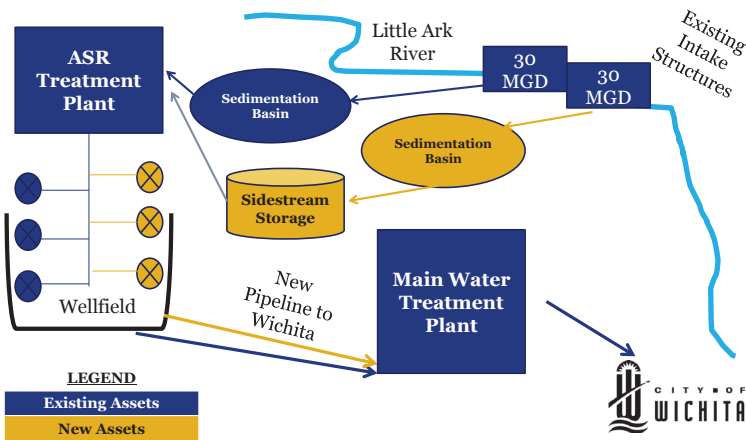 ASR
Treatment
Plant
Little Ark
River
30
MGD
30
MGD
Existing
Intake
Structures
Sedimentation
Basin
Sedimentation
Basin
Sidestream
Storage
Wellfield
New
Pipeline to
Wichita
Main Water
Treatment
Plant
LEGEND
Existing Assets
New Assets
CITY OF
WICHITA